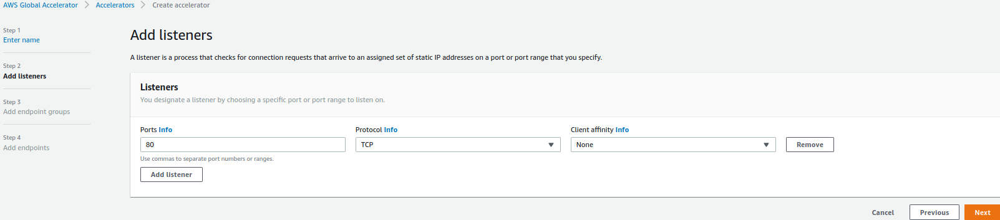 AWS Global Accelerator > Accelerators > Create accelerator
Step 1
Enter name
Step 2
Add listeners
Step 3
Add endpoint groups
Step 4
Add endpoints
Add listeners
A listener is a process that checks for connection requests that arrive to an assigned set of static IP addresses on a port or port range that you specify.
Listeners
You designate a listener by choosing a specific port or port range to listen on.
Ports Info Protocol Info Client affinity Info
80 TCP None Remove
Use commas to separate port numbers or ranges.
Add listener
Cancel Previous Next